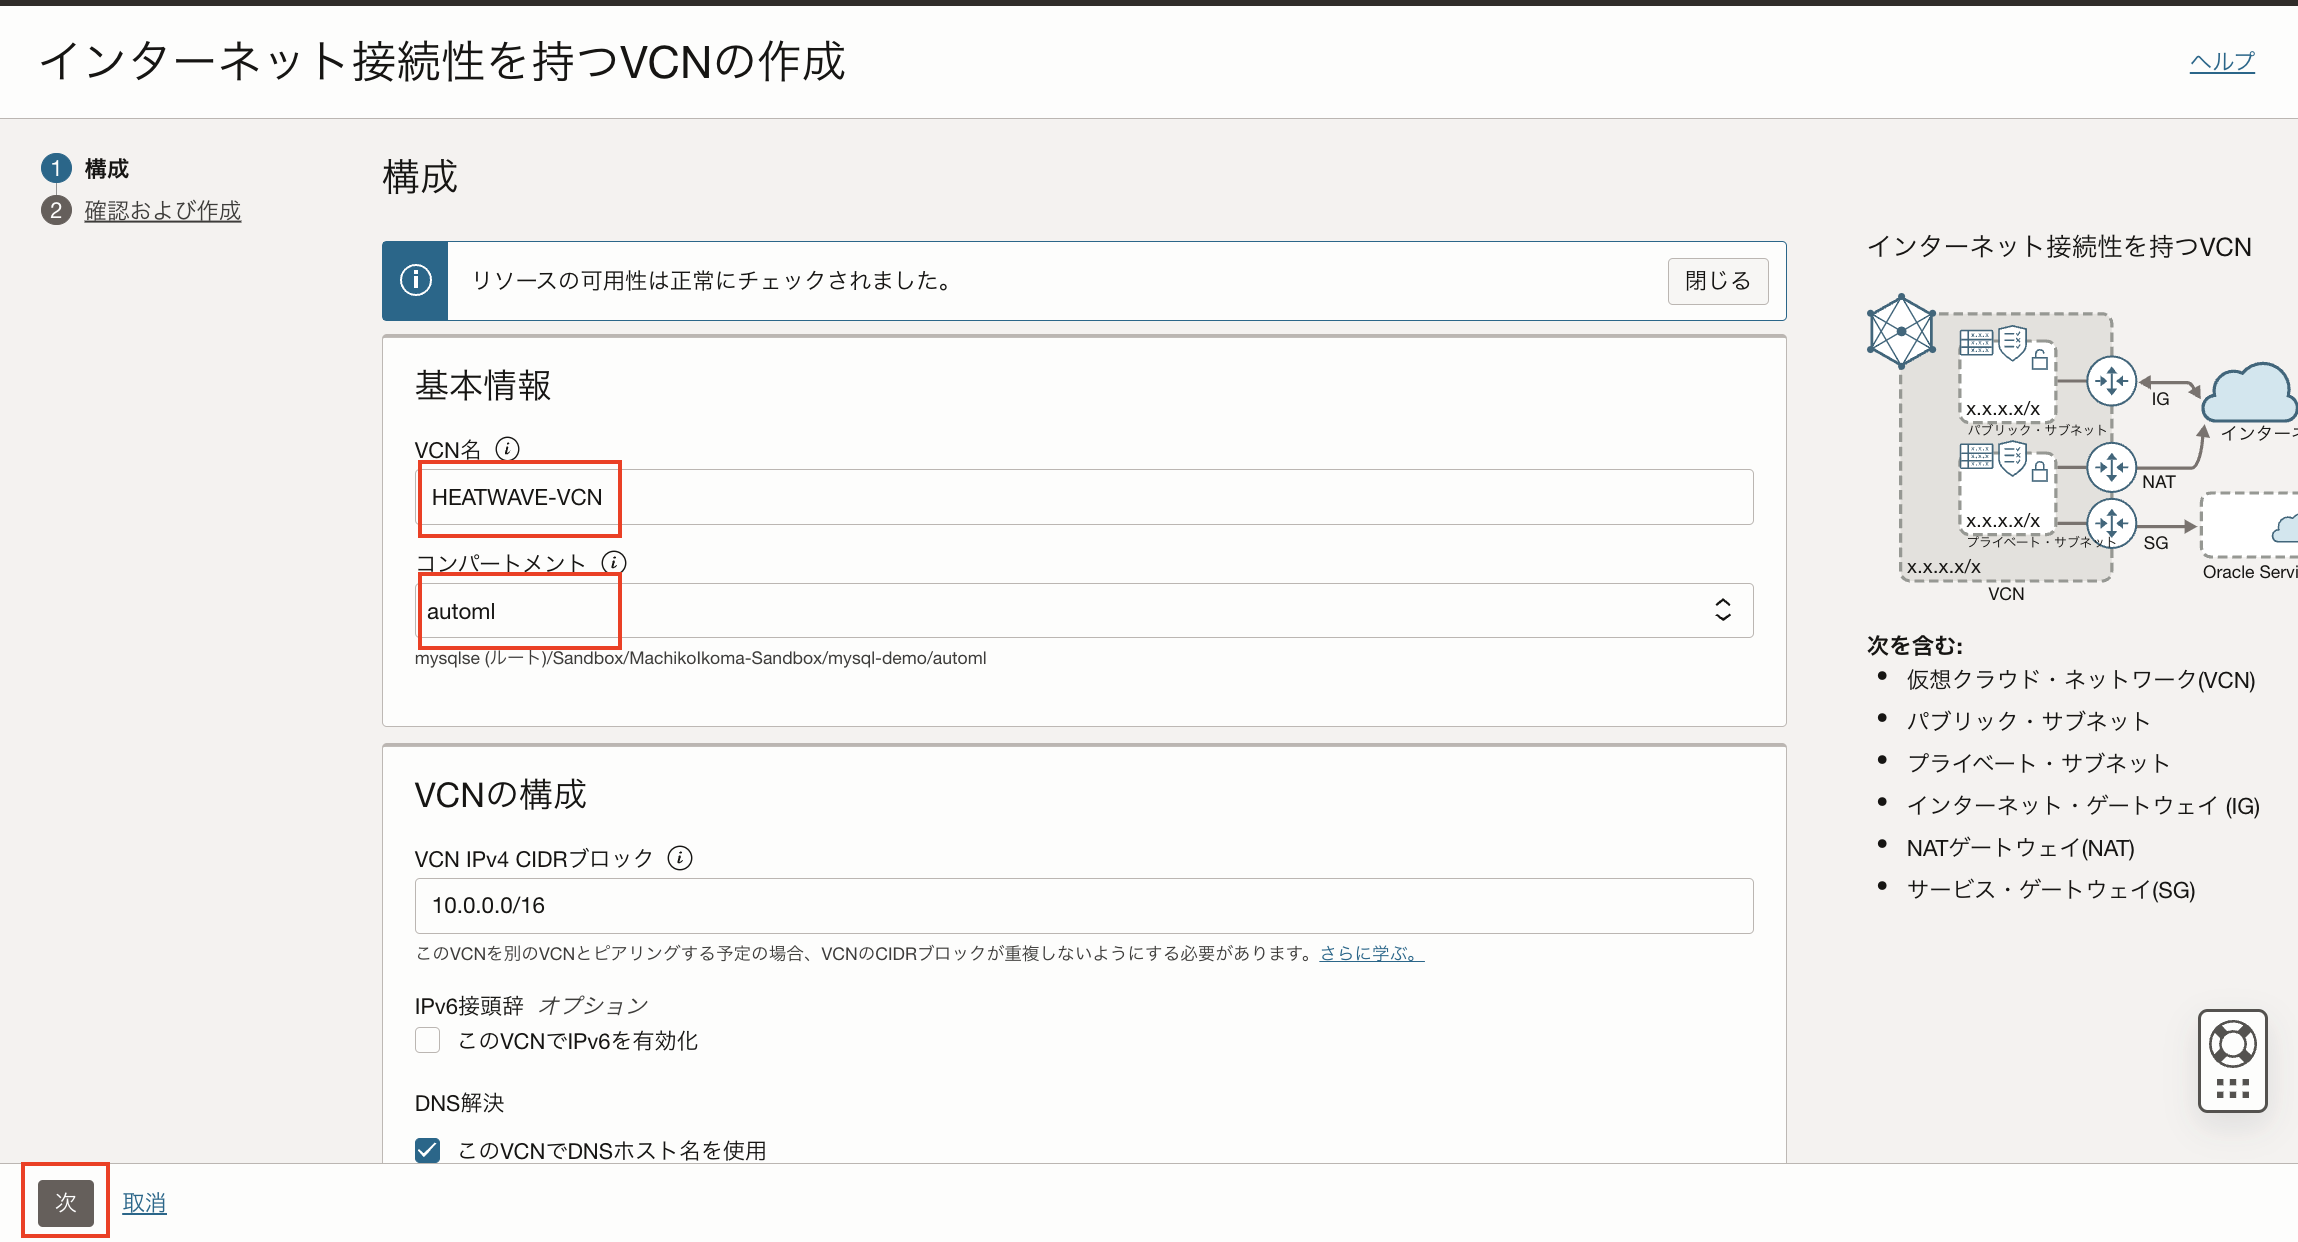 インターネット接続性を持つVCNの作成
ヘルプ
1 構成
2 確認および作成
構成
リソースの可用性は正常にチェックされました。
閉じる
基本情報
VCN名
HEATWAVE-VCN
コンパートメント
automl
mysqlse (ルート)/Sandbox/MachikoIkoma-Sandbox/mysql-demo/automl
VCNの構成
VCN IPv4 CIDRブロック
10.0.0.0/16
このVCNを別のVCNとピアリングする予定の場合、VCNのCIDRブロックが重複しないようにする必要があります。さらに学ぶ。
IPv6接頭辞 オプション
このVCNでIPv6を有効化
DNS解決
このVCNでDNSホスト名を使用
次
取消
インターネット接続性を持つVCN
x.x.x.x/x
パブリック・サブネット
IG
インター
NAT
x.x.x.x/x
プライベート・サブネット
SG
x.x.x.x/x
VCN
Oracle Servi
次を含む:
仮想クラウド・ネットワーク(VCN)
パブリック・サブネット
プライベート・サブネット
インターネット・ゲートウェイ (IG)
NATゲートウェイ(NAT)
サービス・ゲートウェイ(SG)